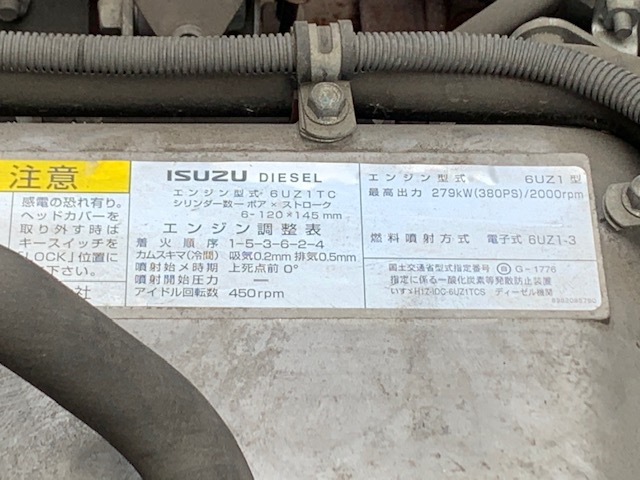 注意
感電の恐れ有り。
ヘッドカバーを
取り外す時は
キースイッチを
LOCK」位置に
社
ISUZU DIESEL
エンジン型式 6UZ1TC
シリンダー数ーボア × ストローク
6-120×145mm
エンジン調整表
着火順序 1-5-3-6-2-4
カムスキマ(冷間) 吸気0.2mm 排気0.5mm
噴射始メ時期 上死点前 0°
噴射開始圧力 —
アイドル回転数 450rpm
エンジン型式 6UZ1型
最高出力 279kW(380PS)/2000rpm
燃料噴射方式 電子式 6UZ1-3
国土交通省型式指定番号 G-1776
指定に係る一酸化炭素等発散防止装置
いすゞH17-IDC-6UZ1TCS ディーゼル機関